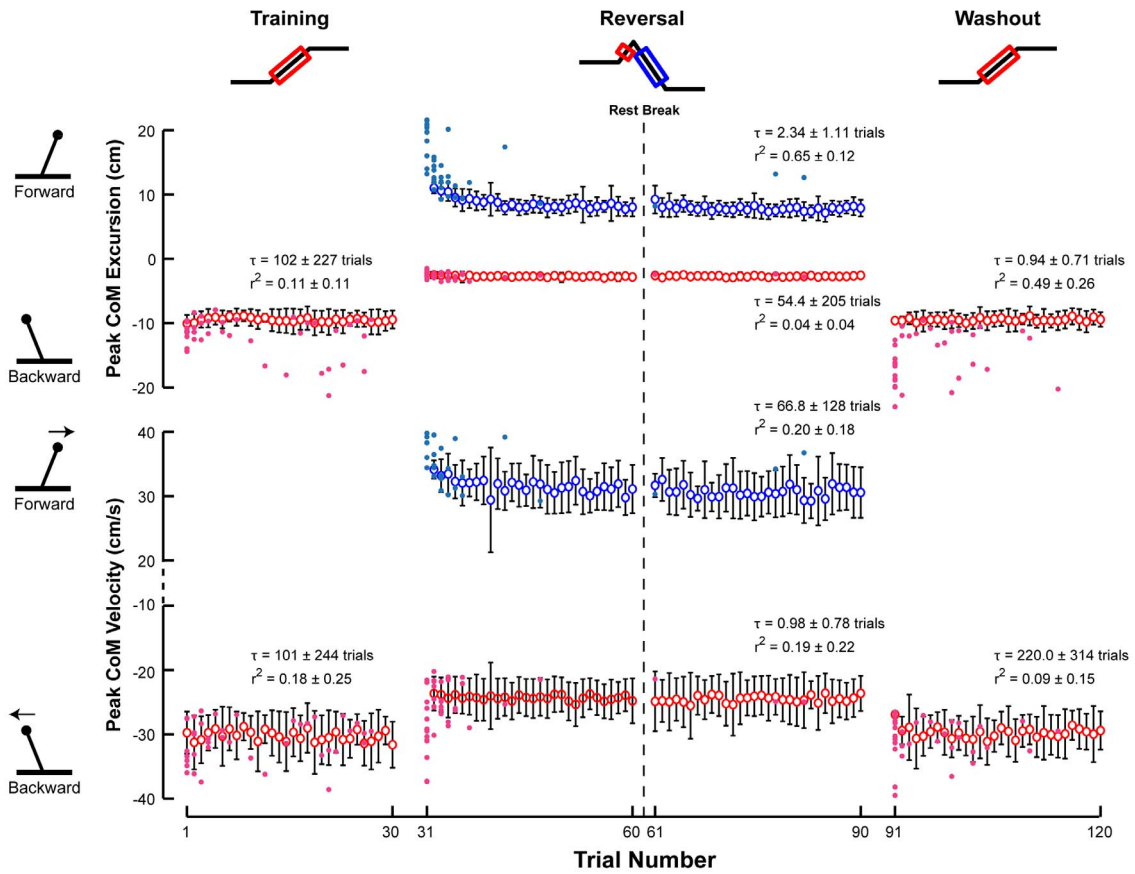 Training
Reversal
Washout
Rest Break
Forward
Backward
Peak CoM Excursion (cm)
20
10
0
-10
-20
τ = 2.34 ± 1.11 trials
r² = 0.65 ± 0.12
τ = 102 ± 227 trials
r² = 0.11 ± 0.11
τ = 0.94 ± 0.71 trials
r² = 0.49 ± 0.26
τ = 54.4 ± 205 trials
r² = 0.04 ± 0.04
Forward
Backward
Peak CoM Velocity (cm/s)
40
30
20
-10
-20
-30
-40
τ = 66.8 ± 128 trials
r² = 0.20 ± 0.18
τ = 0.98 ± 0.78 trials
r² = 0.19 ± 0.22
τ = 101 ± 244 trials
r² = 0.18 ± 0.25
τ = 220.0 ± 314 trials
r² = 0.09 ± 0.15
1
30
31
60
61
90
91
120
Trial Number